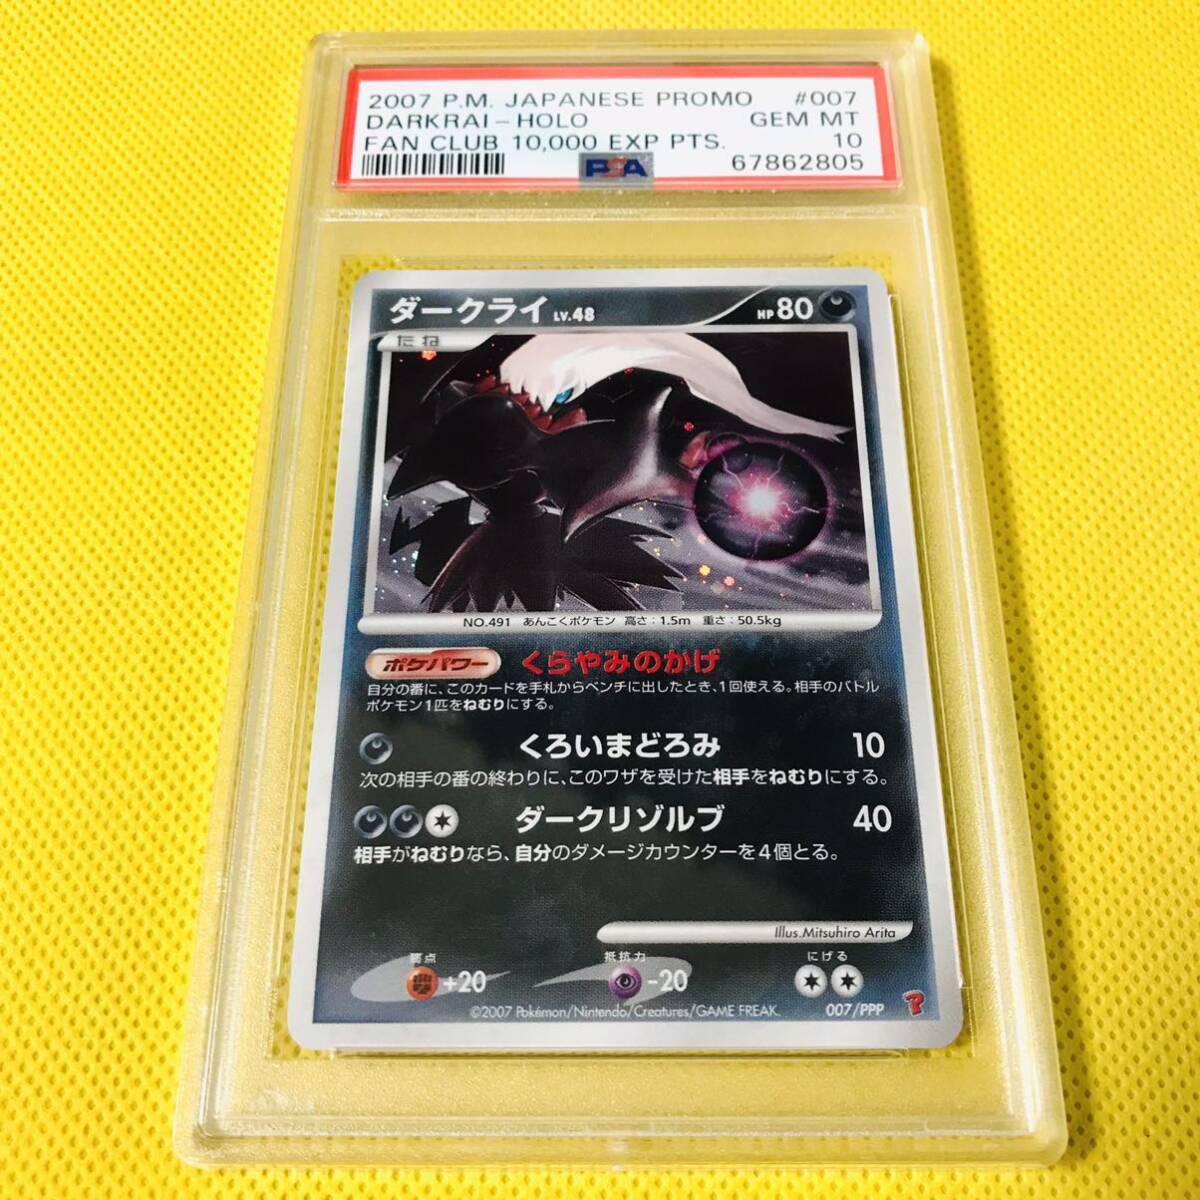 2007 P.M. JAPANESE PROMO #007
DARKRAI-HOLO GEM MT
FAN CLUB 10,000 EXP PTS. 10
PSA 67862805
ダークライ LV.48 HP 80
たね
NO.491 あんこくポケモン 高さ:1.5m 重さ:50.5kg
ポケパワー くらやみのかげ
自分の番に、このカードを手札からベンチに出したとき、1回使える。相手のバトル
ポケモン1匹をねむりにする。
くろいまどろみ 10
次の相手の番の終わりに、このワザを受けた相手をねむりにする。
ダークリゾルブ 40
相手がねむりなら、自分のダメージカウンターを4個とる。
Illus.Mitsuhiro Arita
弱点 抵抗力 にげる
+20 -20
©2007 Pokémon/Nintendo/Creatures/GAME FREAK. 007/PPP P